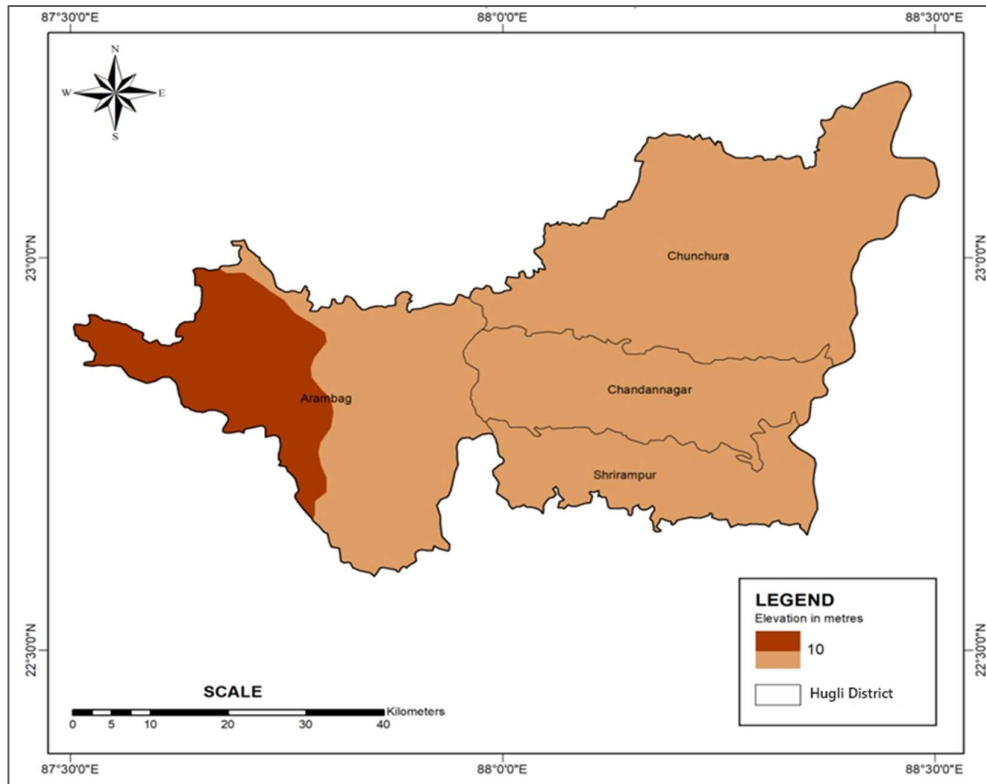 87°30'0"E 88°0'0"E 88°30'0"E
N
W E
S
23°0'0"N 23°0'0"N
Chunchura
Chandannagar
Arambag
Shrirampur
LEGEND
Elevation in metres
10
Hugli District
22°30'0"N 22°30'0"N
SCALE
Kilometers
0 5 10 20 30 40
87°30'0"E 88°0'0"E 88°30'0"E